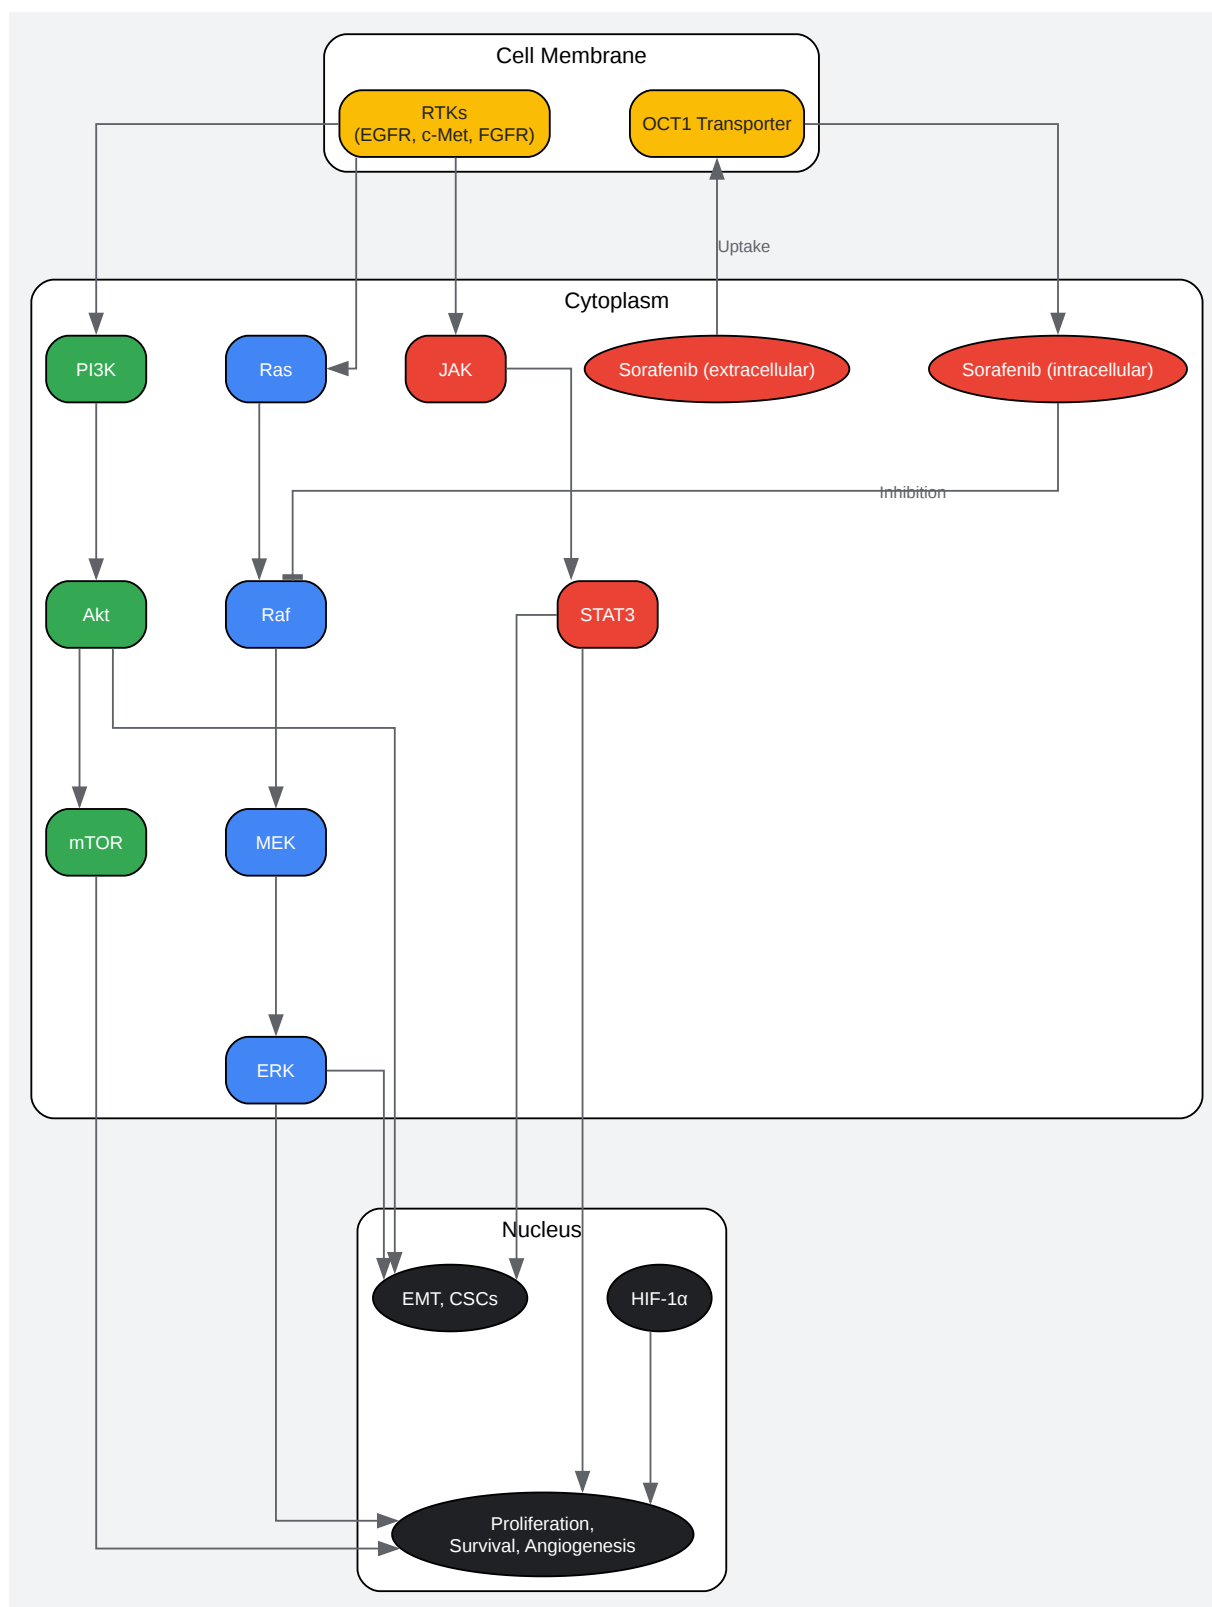 Cell Membrane
RTKs
(EGFR, c-Met, FGFR)
OCT1 Transporter
Uptake
Cytoplasm
PI3K
Ras
JAK
Sorafenib (extracellular)
Sorafenib (intracellular)
Inhibition
Akt
Raf
STAT3
mTOR
MEK
ERK
Nucleus
EMT, CSCs
HIF-1α
Proliferation,
Survival, Angiogenesis